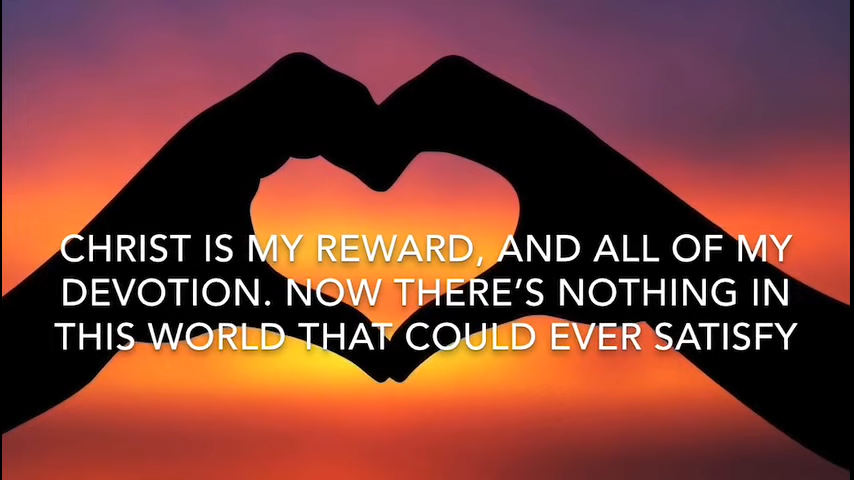 CHRIST IS MY REWARD, AND ALL OF MY
DEVOTION. NOW THERE'S NOTHING IN
THIS WORLD THAT COULD EVER SATISFY